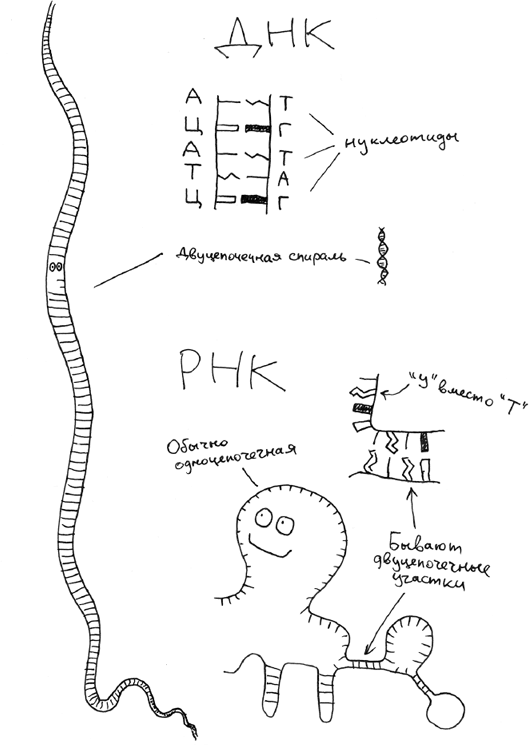 ДНК
А Т
Ц Г
нуклеотиды
А Т
Т А
Ц Г
Двуцепочечная спираль
РНК
"У" вместо "Т"
Обычно
одноцепочечная
Бывают
двуцепочечные
участки